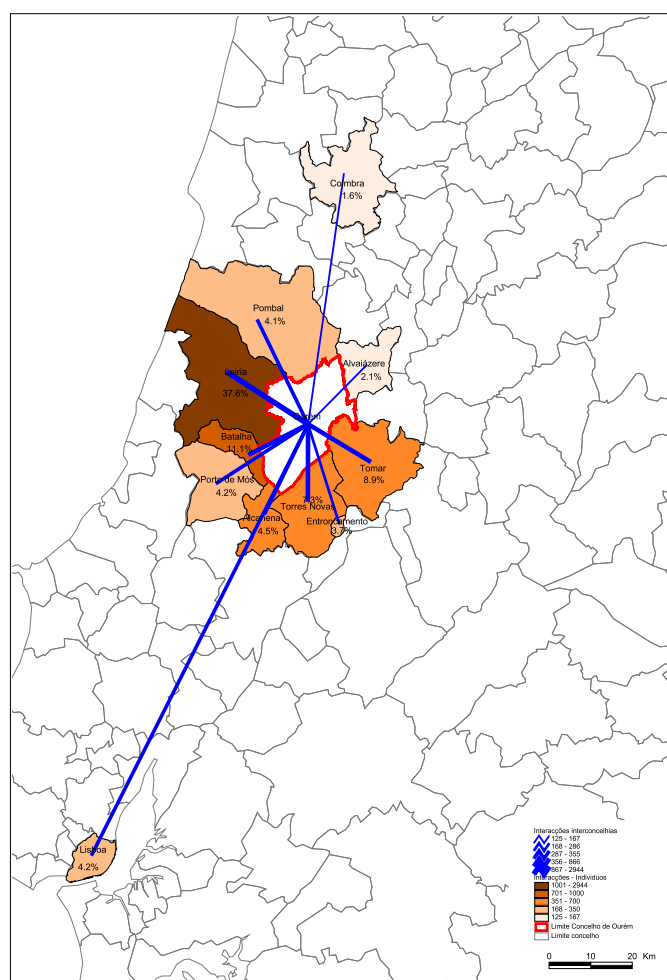 Coimbra
1.6%
Pombal
4.1%
Alvaiázere
2.1%
Leiria
37.6%
Ourém
Batalha
11.1%
Tomar
8.9%
Porto de Mós
4.2%
7.3%
Torres Novas
Alcanena
4.5%
Entroncamento
3.7%
Lisboa
4.2%
Interacções interconcelhias
125 - 167
168 - 286
287 - 355
356 - 866
867 - 2944
Interacções - Individuos
1001 - 2944
701 - 1000
351 - 700
168 - 350
125 - 167
Limite Concelho de Ourém
Limite concelho
0 10 20 Km